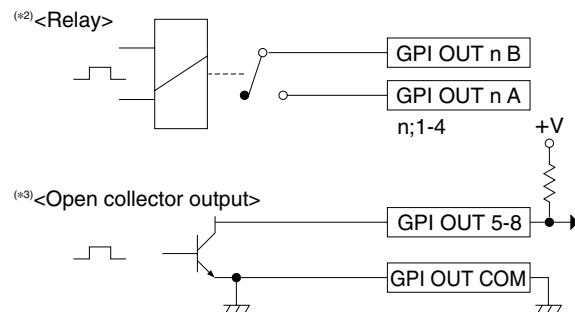 (*2)<Relay>
GPI OUT n B
GPI OUT n A
n;1-4
+V
(*3)<Open collector output>
GPI OUT 5-8
GPI OUT COM